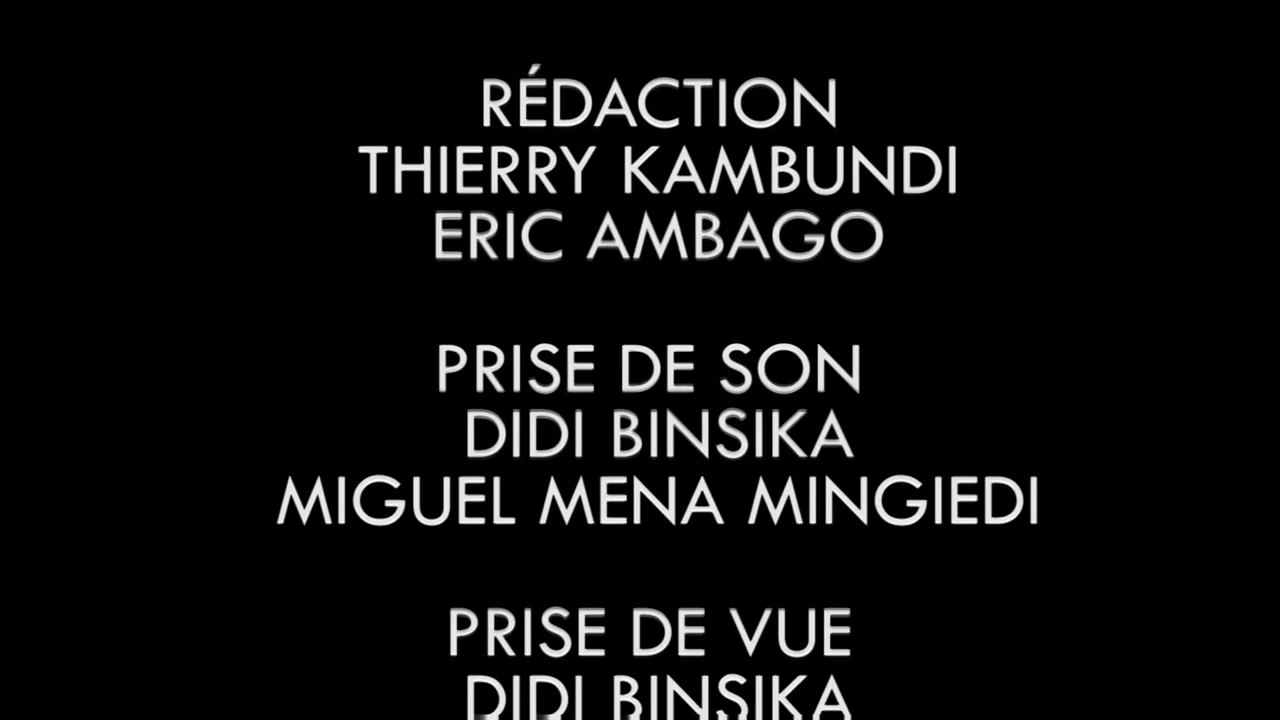 RÉDACTION
THIERRY KAMBUNDI
ERIC AMBAGO
PRISE DE SON
DIDI BINSIKA
MIGUEL MENA MINGIEDI
PRISE DE VUE
DIDI BINSIKA